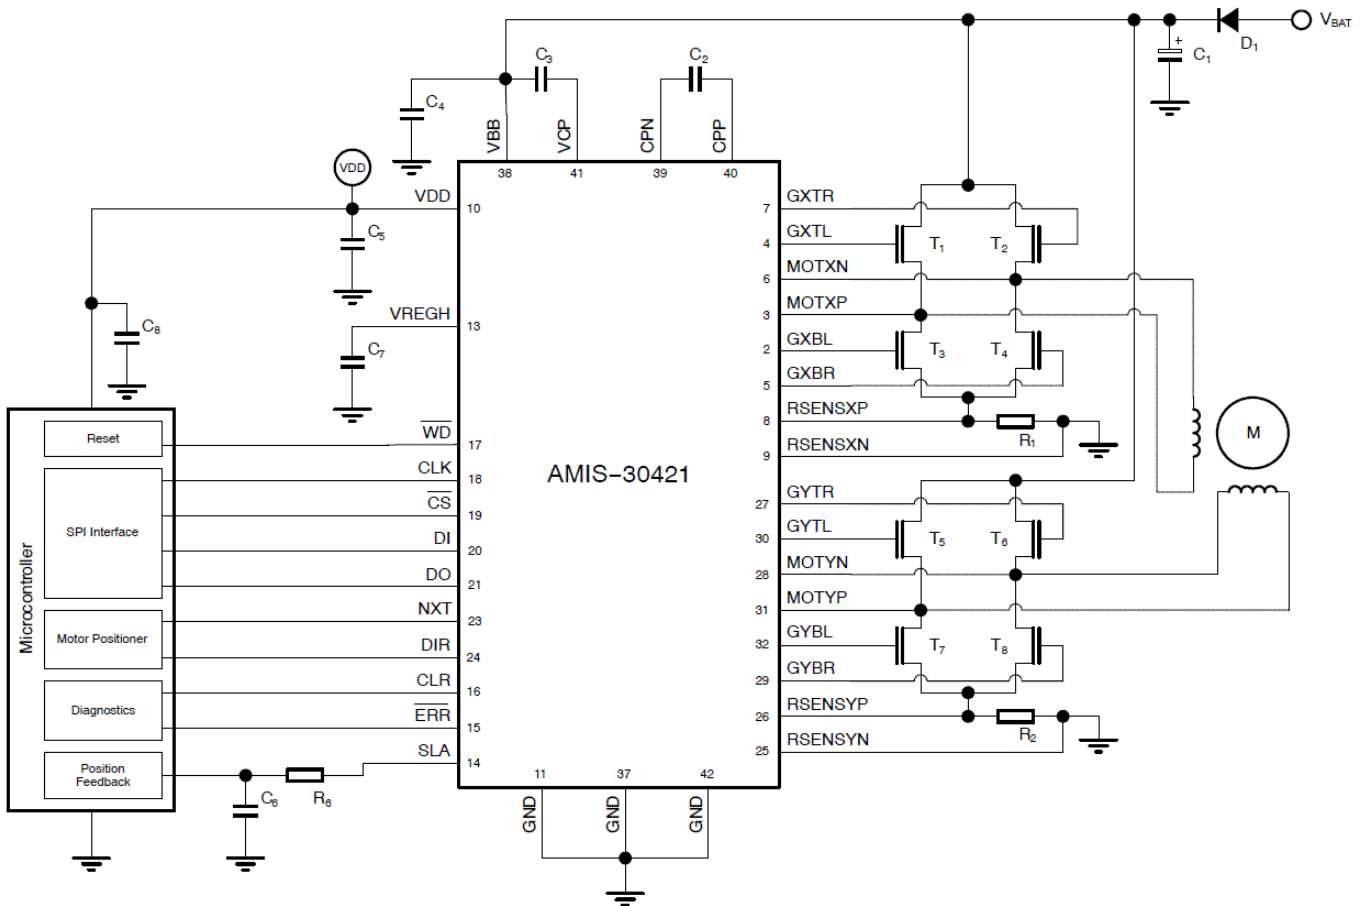 V_BAT
D₁
+
C₁
C₃
C₂
C₄
VBB
VCP
CPN
CPP
38
41
39
40
VDD
VDD
10
C₅
VREGH
13
C₇
C₈
GXTR
7
GXTL
4
T₁
T₂
MOTXN
6
MOTXP
3
GXBL
2
T₃
T₄
GXBR
5
RSENSXP
8
R₁
RSENSXN
9
M
AMIS-30421
GYTR
27
GYTL
30
T₅
T₆
MOTYN
28
MOTYP
31
GYBL
32
T₇
T₈
GYBR
29
RSENSYP
26
R₂
RSENSYN
25
Microcontroller
Reset
W̅D̅
17
SPI Interface
CLK
18
C̅S̅
19
DI
20
DO
21
Motor Positioner
NXT
23
DIR
24
Diagnostics
CLR
16
E̅R̅R̅
15
Position
Feedback
SLA
14
C₆
R₆
11
37
42
GND
GND
GND